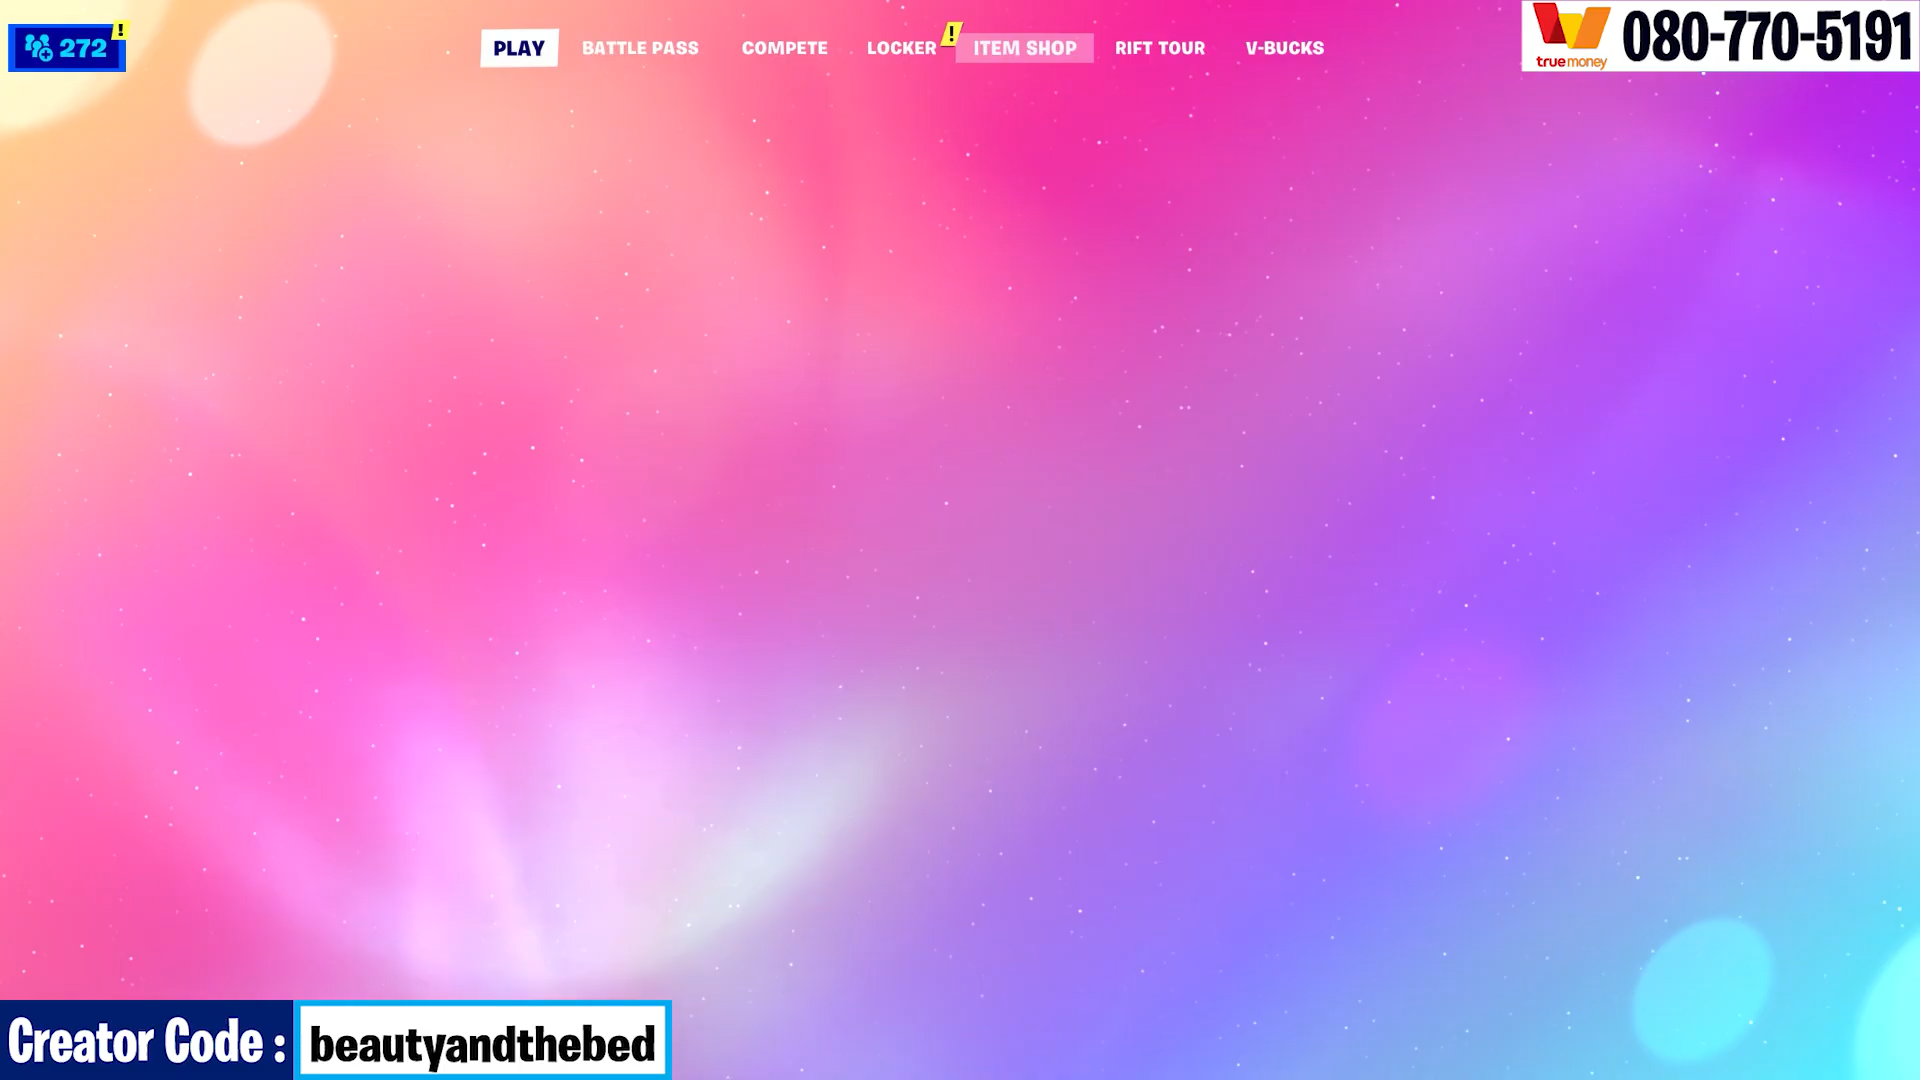 272 !
PLAY BATTLE PASS COMPETE LOCKER ! ITEM SHOP RIFT TOUR V-BUCKS
truemoney 080-770-5191
Creator Code : beautyandthebed